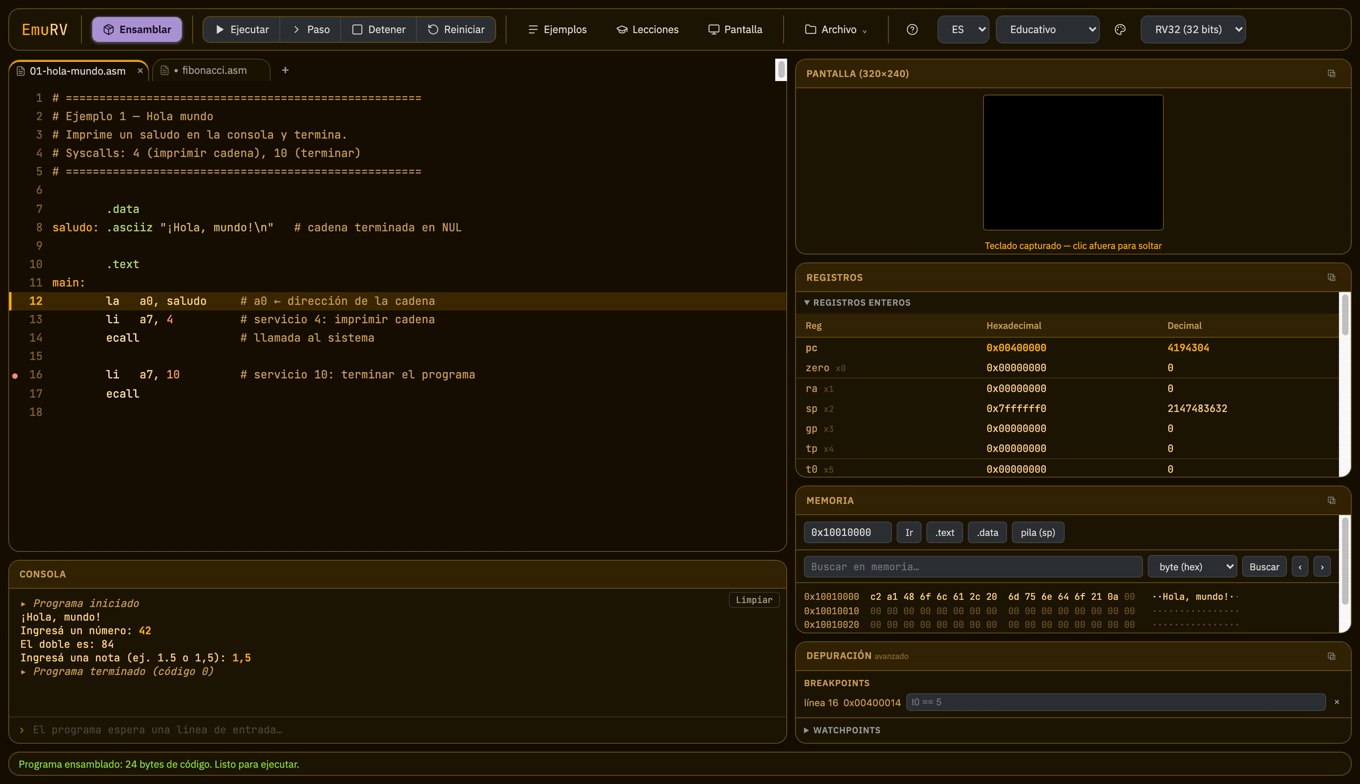 EmuRV Ensamblar Ejecutar Paso Detener Reiniciar Ejemplos Lecciones Pantalla Archivo ES Educativo RV32 (32 bits)
01-hola-mundo.asm × • fibonacci.asm +
1 # =====================================================
2 # Ejemplo 1 — Hola mundo
3 # Imprime un saludo en la consola y termina.
4 # Syscalls: 4 (imprimir cadena), 10 (terminar)
5 # =====================================================
6
7 .data
8 saludo: .asciiz "¡Hola, mundo!\n" # cadena terminada en NUL
9
10 .text
11 main:
12 la a0, saludo # a0 ← dirección de la cadena
13 li a7, 4 # servicio 4: imprimir cadena
14 ecall # llamada al sistema
15
16 li a7, 10 # servicio 10: terminar el programa
17 ecall
18
CONSOLA
Limpiar
▸ Programa iniciado
¡Hola, mundo!
Ingresá un número: 42
El doble es: 84
Ingresá una nota (ej. 1.5 o 1,5): 1,5
▸ Programa terminado (código 0)
› El programa espera una línea de entrada…
PANTALLA (320×240)
Teclado capturado — clic afuera para soltar
REGISTROS
▼ REGISTROS ENTEROS
Reg Hexadecimal Decimal
pc 0x00400000 4194304
zero x0 0x00000000 0
ra x1 0x00000000 0
sp x2 0x7ffffff0 2147483632
gp x3 0x00000000 0
tp x4 0x00000000 0
t0 x5 0x00000000 0
MEMORIA
0x10010000 Ir .text .data pila (sp)
Buscar en memoria… byte (hex) Buscar ‹ ›
0x10010000 c2 a1 48 6f 6c 61 2c 20 6d 75 6e 64 6f 21 0a 00 ··Hola, mundo!··
0x10010010 00 00 00 00 00 00 00 00 00 00 00 00 00 00 00 00 ················
0x10010020 00 00 00 00 00 00 00 00 00 00 00 00 00 00 00 00 ················
DEPURACIÓN avanzado
BREAKPOINTS
línea 16 0x00400014 t0 == 5 ×
▶ WATCHPOINTS
Programa ensamblado: 24 bytes de código. Listo para ejecutar.